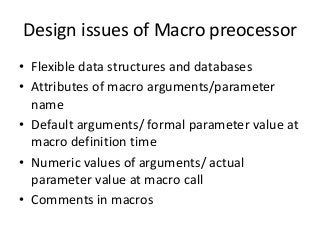 Design issues of Macro preocessor
• Flexible data structures and databases
• Attributes of macro arguments/parameter
name
• Default arguments/ formal parameter value at
macro definition time
• Numeric values of arguments/ actual
parameter value at macro call
• Comments in macros